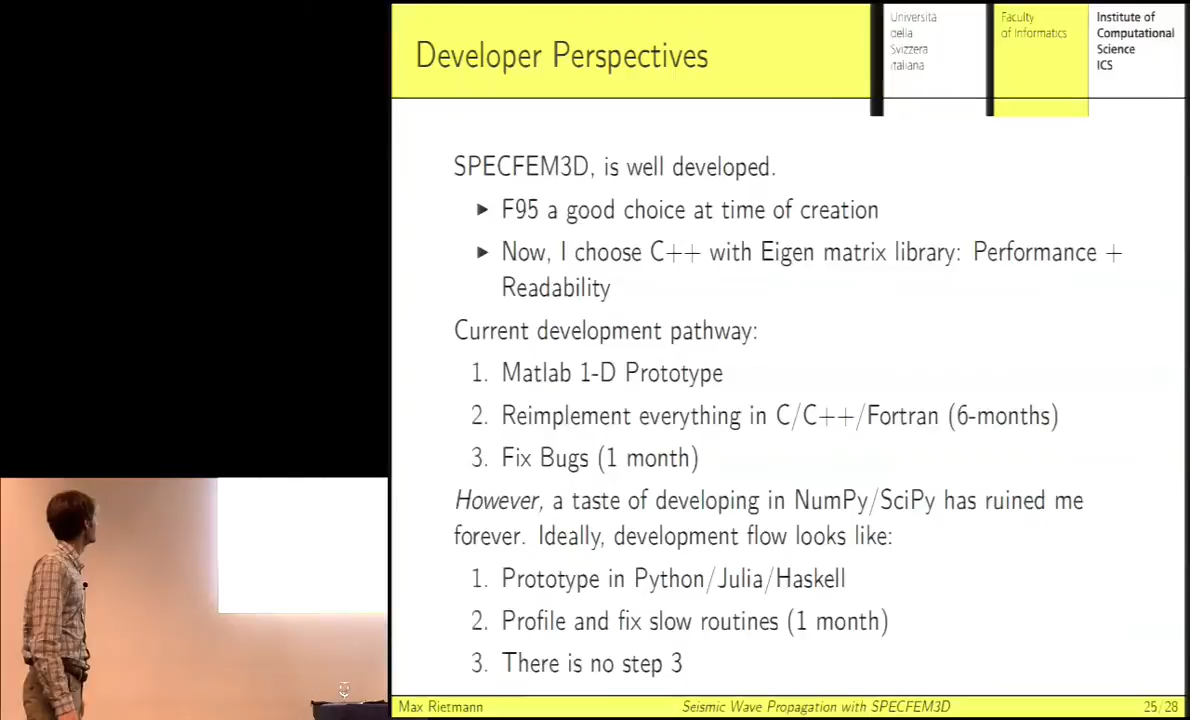 Developer Perspectives
Università
della
Svizzera
italiana
Faculty
of Informatics
Institute of
Computational
Science
ICS
SPECFEM3D, is well developed.
▶ F95 a good choice at time of creation
▶ Now, I choose C++ with Eigen matrix library: Performance +
Readability
Current development pathway:
1. Matlab 1-D Prototype
2. Reimplement everything in C/C++/Fortran (6-months)
3. Fix Bugs (1 month)
However, a taste of developing in NumPy/SciPy has ruined me
forever. Ideally, development flow looks like:
1. Prototype in Python/Julia/Haskell
2. Profile and fix slow routines (1 month)
3. There is no step 3
Max Rietmann
Seismic Wave Propagation with SPECFEM3D
25/28